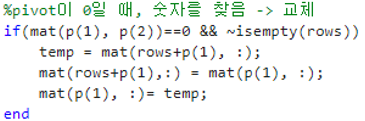 %pivot이 0일 때, 숫자를 찾음 -> 교체
if(mat(p(1), p(2))==0 && ~isempty(rows))
    temp = mat(rows+p(1), :);
    mat(rows+p(1),:) = mat(p(1), :);
    mat(p(1), :)= temp;
end